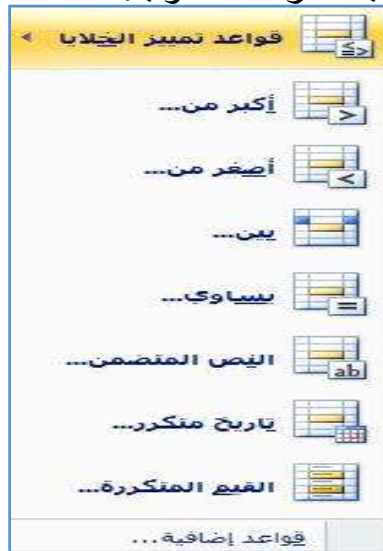 قواعد تمييز الخلايا
أكبر من...
أصغر من...
بين...
يساوي...
النص المتضمن...
تاريخ متكرر...
القيم المتكررة...
قواعد إضافية...